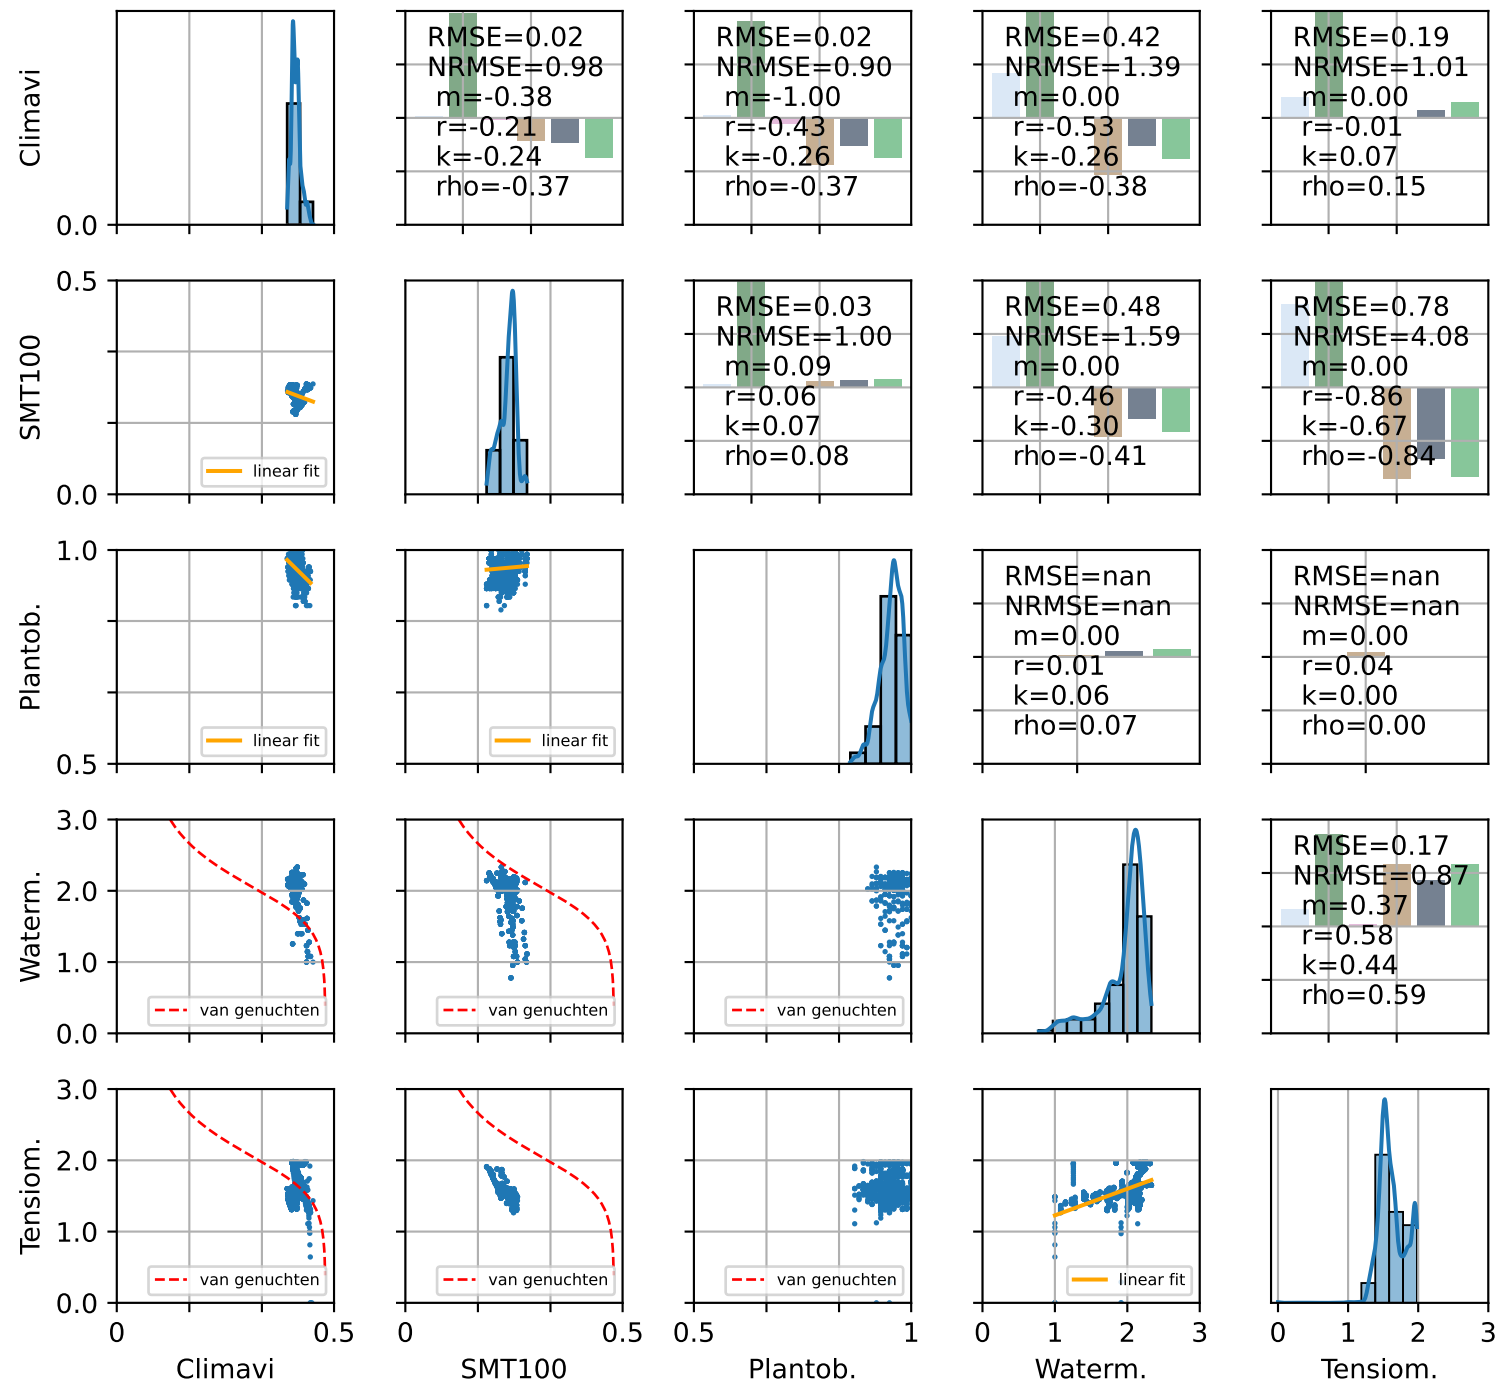 Climavi
0.0
RMSE=0.02
NRMSE=0.98
m=-0.38
r=-0.21
k=-0.24
rho=-0.37
RMSE=0.02
NRMSE=0.90
m=-1.00
r=-0.43
k=-0.26
rho=-0.37
RMSE=0.42
NRMSE=1.39
m=0.00
r=-0.53
k=-0.26
rho=-0.38
RMSE=0.19
NRMSE=1.01
m=0.00
r=-0.01
k=0.07
rho=0.15
SMT100
0.5
0.0
linear fit
RMSE=0.03
NRMSE=1.00
m=0.09
r=0.06
k=0.07
rho=0.08
RMSE=0.48
NRMSE=1.59
m=0.00
r=-0.46
k=-0.30
rho=-0.41
RMSE=0.78
NRMSE=4.08
m=0.00
r=-0.86
k=-0.67
rho=-0.84
Plantob.
1.0
0.5
linear fit
linear fit
RMSE=nan
NRMSE=nan
m=0.00
r=0.01
k=0.06
rho=0.07
RMSE=nan
NRMSE=nan
m=0.00
r=0.04
k=0.00
rho=0.00
Waterm.
3.0
2.0
1.0
0.0
van genuchten
van genuchten
van genuchten
RMSE=0.17
NRMSE=0.87
m=0.37
r=0.58
k=0.44
rho=0.59
Tensiom.
3.0
2.0
1.0
0.0
van genuchten
van genuchten
van genuchten
linear fit
0 0.5
0 0.5
0.5 1
0 1 2 3
0 1 2 3
Climavi
SMT100
Plantob.
Waterm.
Tensiom.